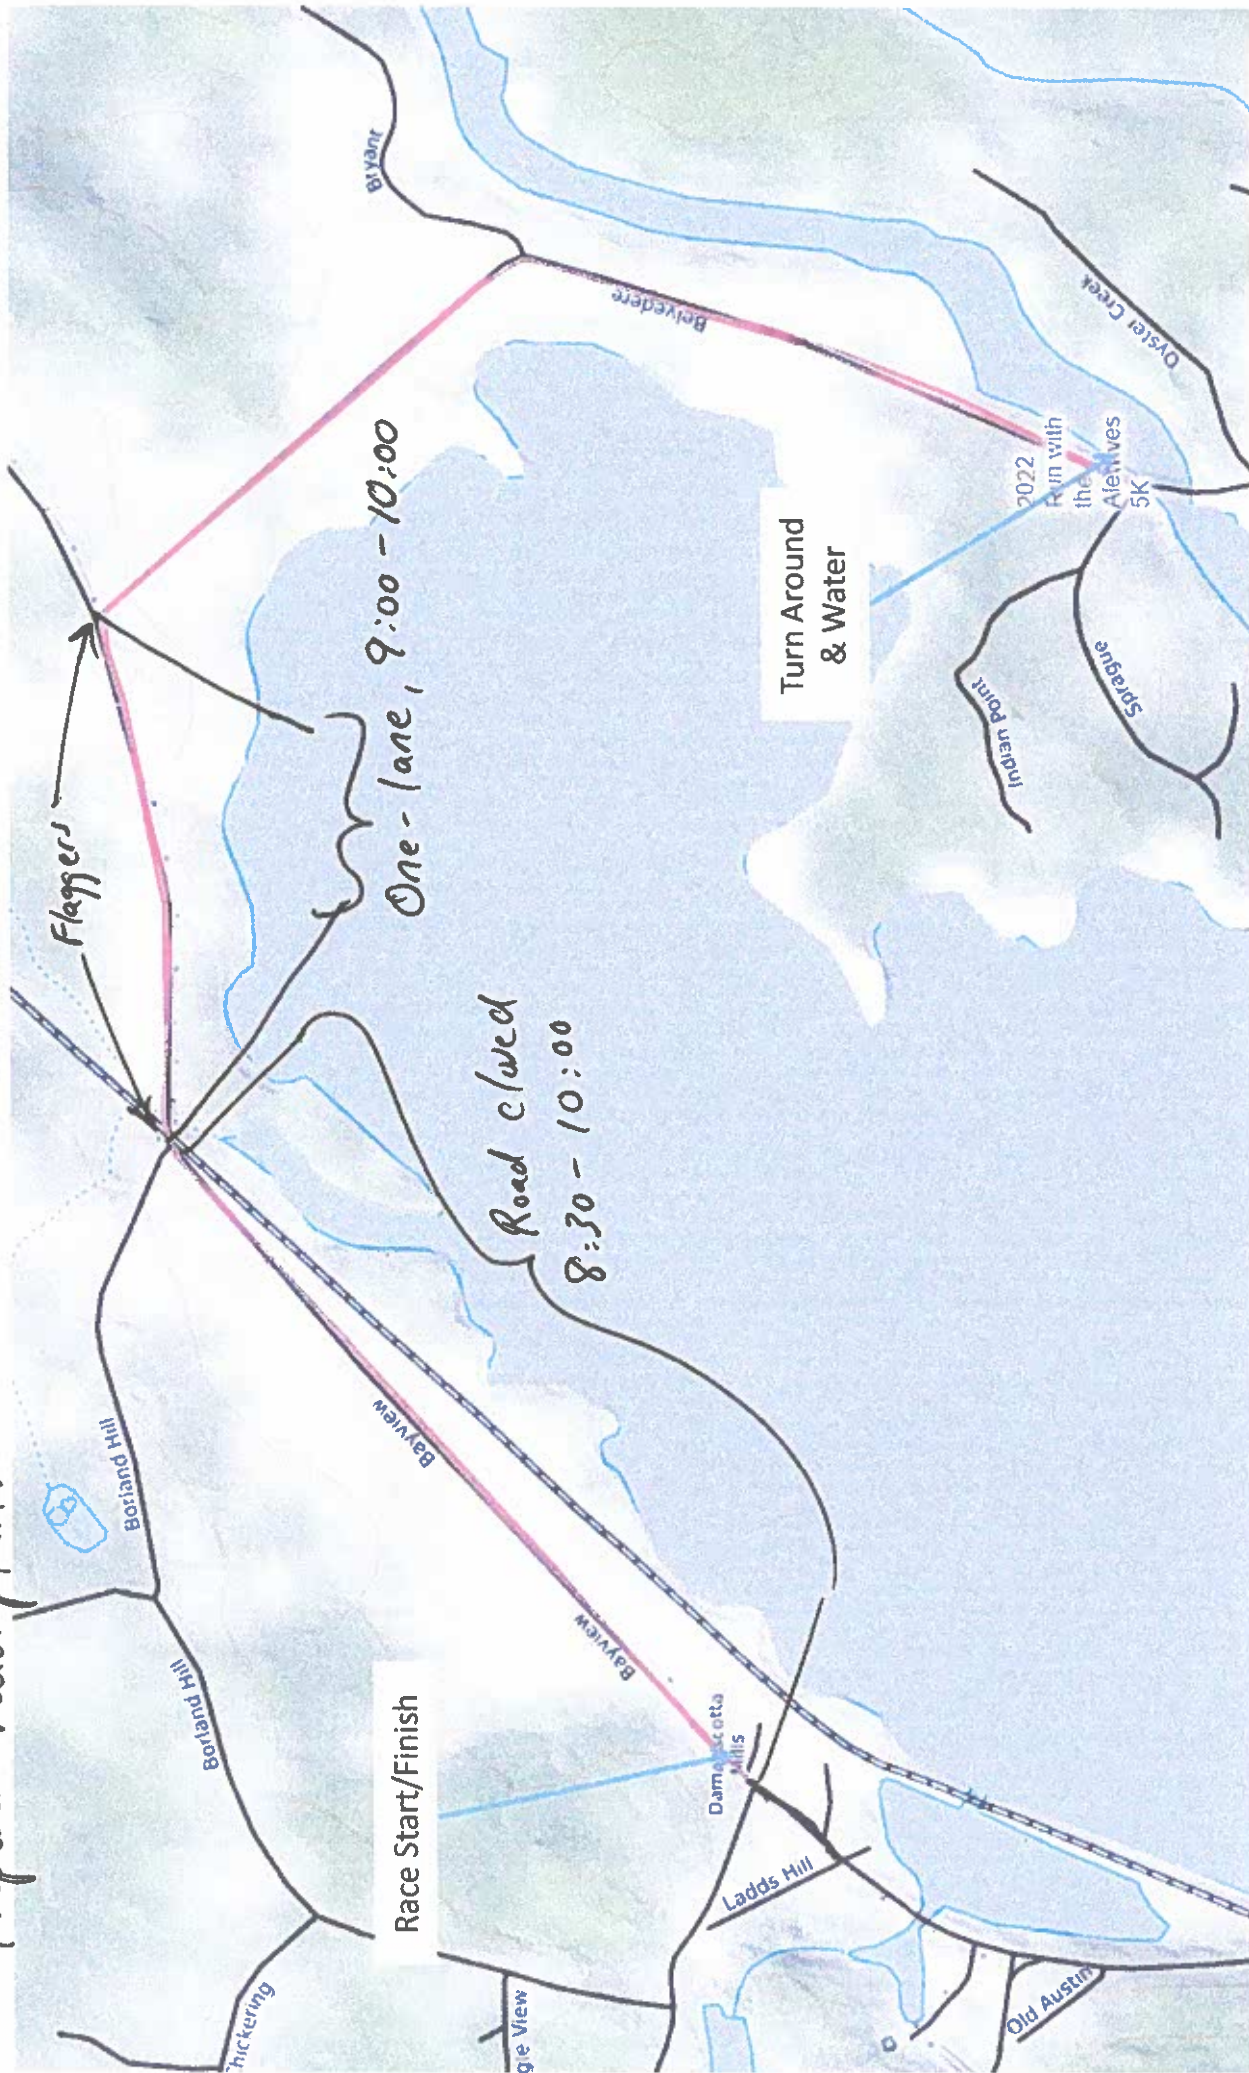 Flaggers
Bryant
One-lane, 9:00 - 10:00
Belvedere
Road closed
8:30 - 10:00
Borland Hill
Borland Hill
Bayview
Bayview
Turn Around
& Water
2022
Run with
the
Alewives
5K
Oyster Creek
Indian Point
Sprague
Race Start/Finish
Damariscotta
Mills
Ladds Hill
Old Austin